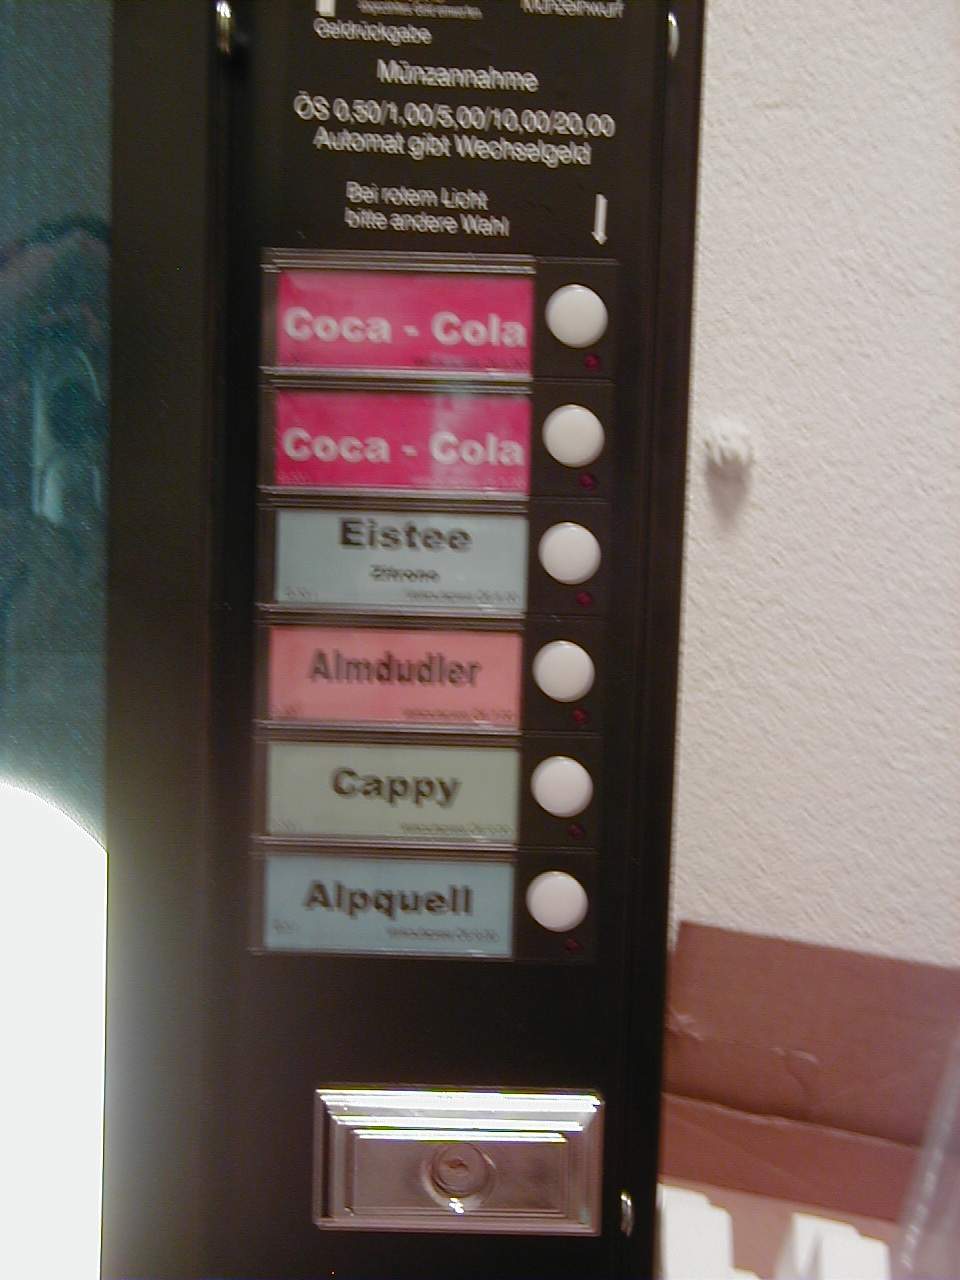 Münzeinwurf
Geldrückgabe
Münzannahme
ÖS 0,50/1,00/5,00/10,00/20,00
Automat gibt Wechselgeld
Bei rotem Licht
bitte andere Wahl
Coca - Cola
Coca - Cola
Eistee
Zitrone
Almdudler
Cappy
Alpquell